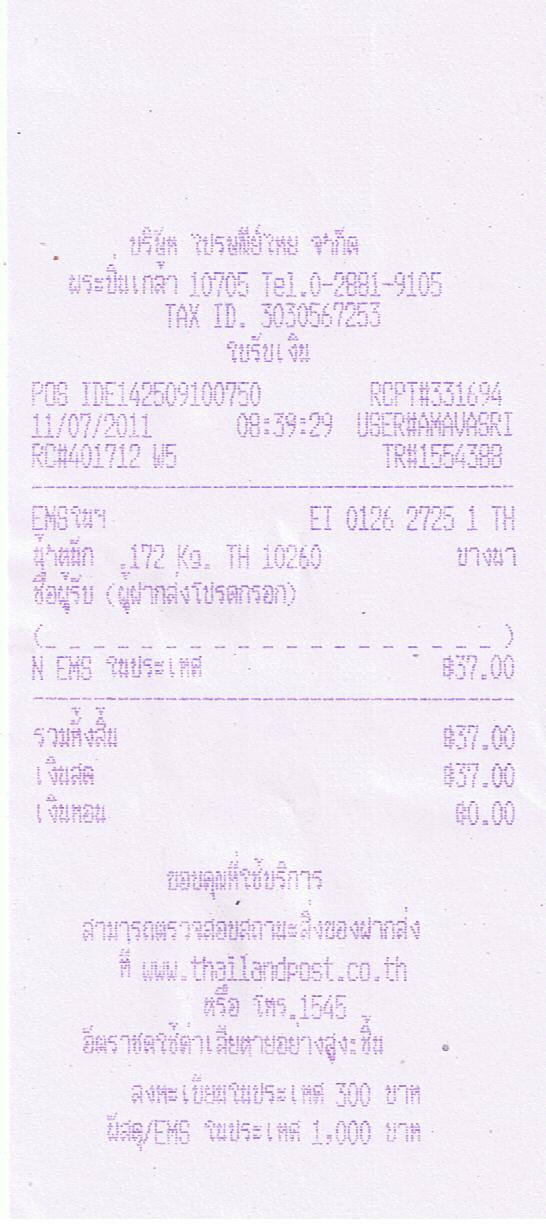 บริษัท ไปรษณีย์ไทย จำกัด
พระปิ่นเกล้า 10705 Tel.0-2881-9105
TAX ID. 3030567253
ใบรับเงิน
POS IDE142509100750 RCPT#331694
11/07/2011 08:39:29 USER#AMAVASRI
RC#401712 W5 TR#1554388
EMSในฯ EI 0126 2725 1 TH
น้ำหนัก .172 Kg. TH 10260 บางนา
ชื่อผู้รับ (ผู้ฝากส่งโปรดกรอก)
(_ _ _ _ _ _ _ _ _ _ _ _ _ _ _ _ _ _ _)
N EMS ในประเทศ ฿37.00
รวมทั้งสิ้น ฿37.00
เงินสด ฿37.00
เงินทอน ฿0.00
ขอบคุณที่ใช้บริการ
สามารถตรวจสอบสถานะสิ่งของฝากส่ง
ที่ www.thailandpost.co.th
หรือ โทร.1545
อัตราชดใช้ค่าเสียหายอย่างสูง:ชิ้น
ลงทะเบียนในประเทศ 300 บาท
พัสดุ/EMS ในประเทศ 1,000 บาท